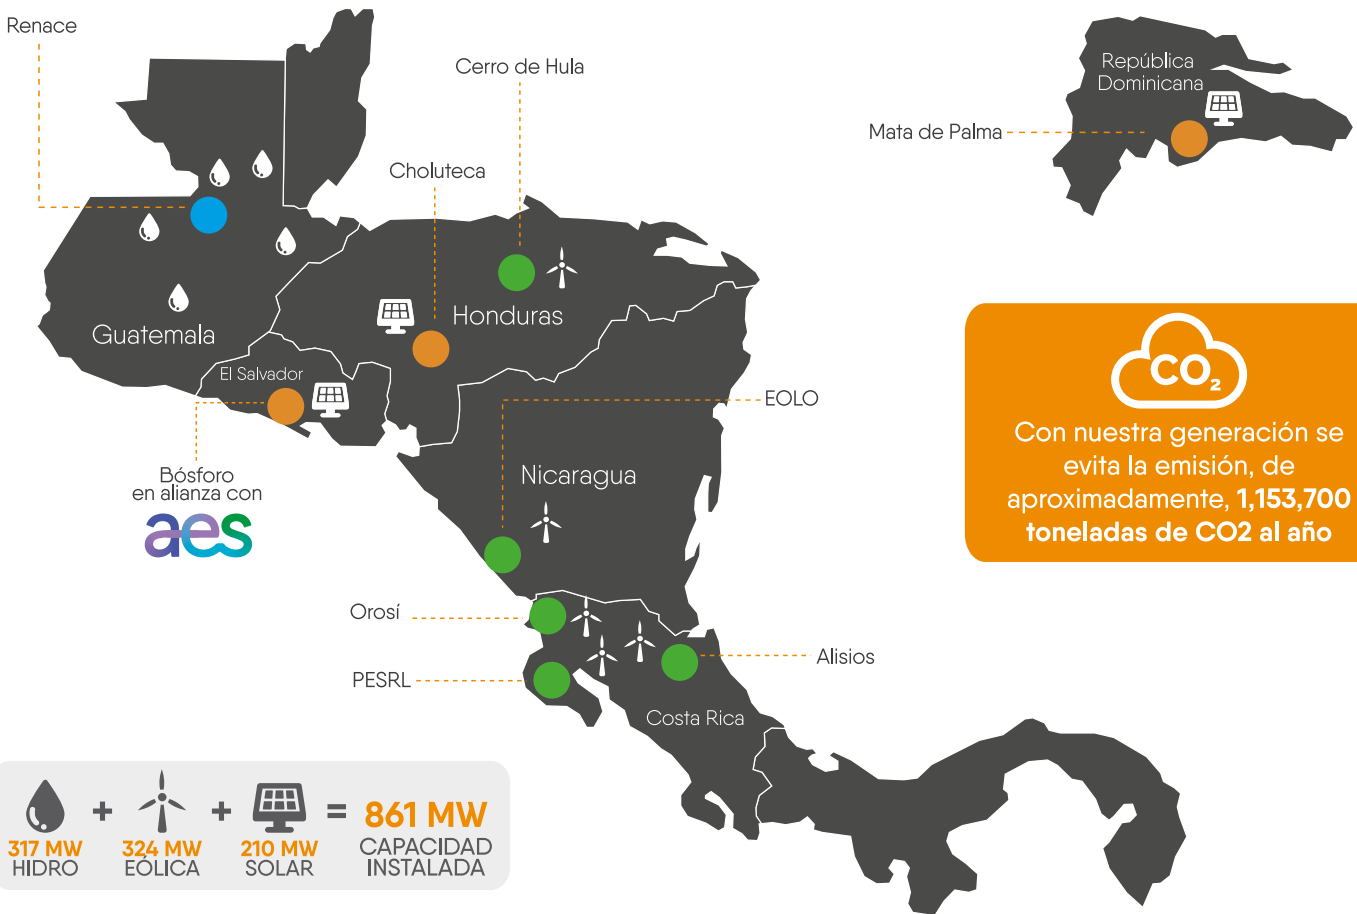 Renace
Cerro de Hula
Choluteca
República
Dominicana
Mata de Palma
Honduras
Guatemala
El Salvador
EOLO
Bósforo
en alianza con
aes
Nicaragua
CO₂
Con nuestra generación se
evita la emisión, de
aproximadamente, 1,153,700
toneladas de CO2 al año
Orosí
PESRL
Alisios
Costa Rica
317 MW
HIDRO
+
324 MW
EÓLICA
+
210 MW
SOLAR
=
861 MW
CAPACIDAD
INSTALADA